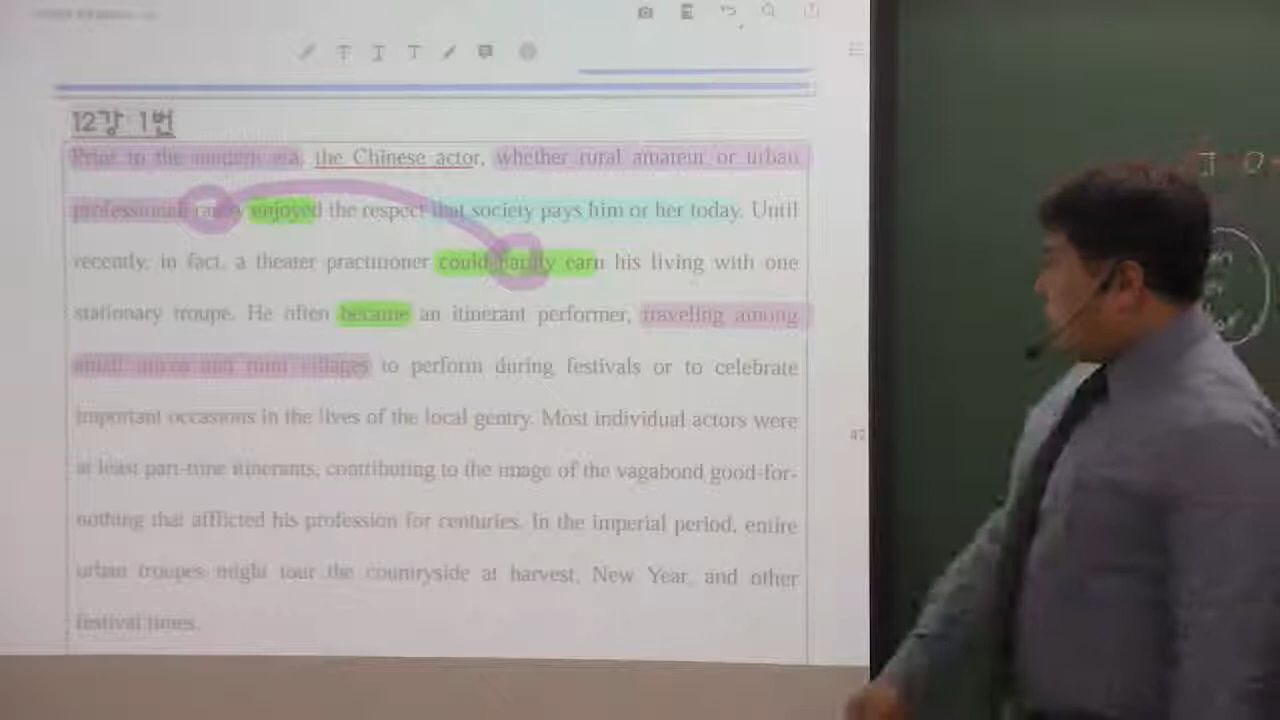 12강 1번
Prior to the modern era, the Chinese actor, whether rural amateur or urban
professional, rarely enjoyed the respect that society pays him or her today. Until
recently, in fact, a theater practitioner could hardly earn his living with one
stationary troupe. He often became an itinerant performer, traveling among
small towns and rural villages to perform during festivals or to celebrate
important occasions in the lives of the local gentry. Most individual actors were
at least part-time itinerants, contributing to the image of the vagabond good-for-
nothing that afflicted his profession for centuries. In the imperial period, entire
urban troupes might tour the countryside at harvest, New Year, and other
festival times.
47